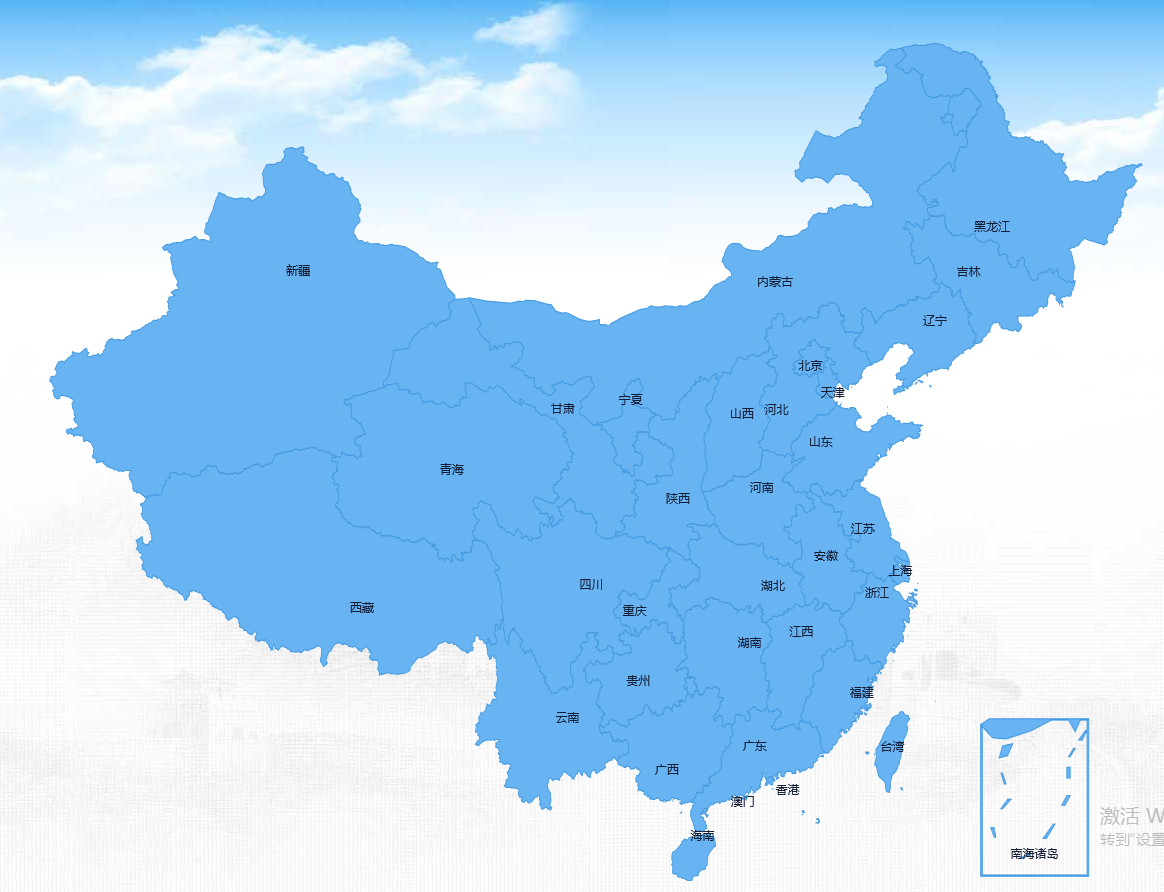 黑龙江
新疆
吉林
内蒙古
辽宁
北京
天津
宁夏
甘肃
山西
河北
山东
青海
河南
陕西
江苏
安徽
上海
四川
湖北
浙江
西藏
重庆
江西
湖南
贵州
福建
云南
广东
台湾
广西
香港
澳门
激活 W
海南
转到"设置
南海诸岛